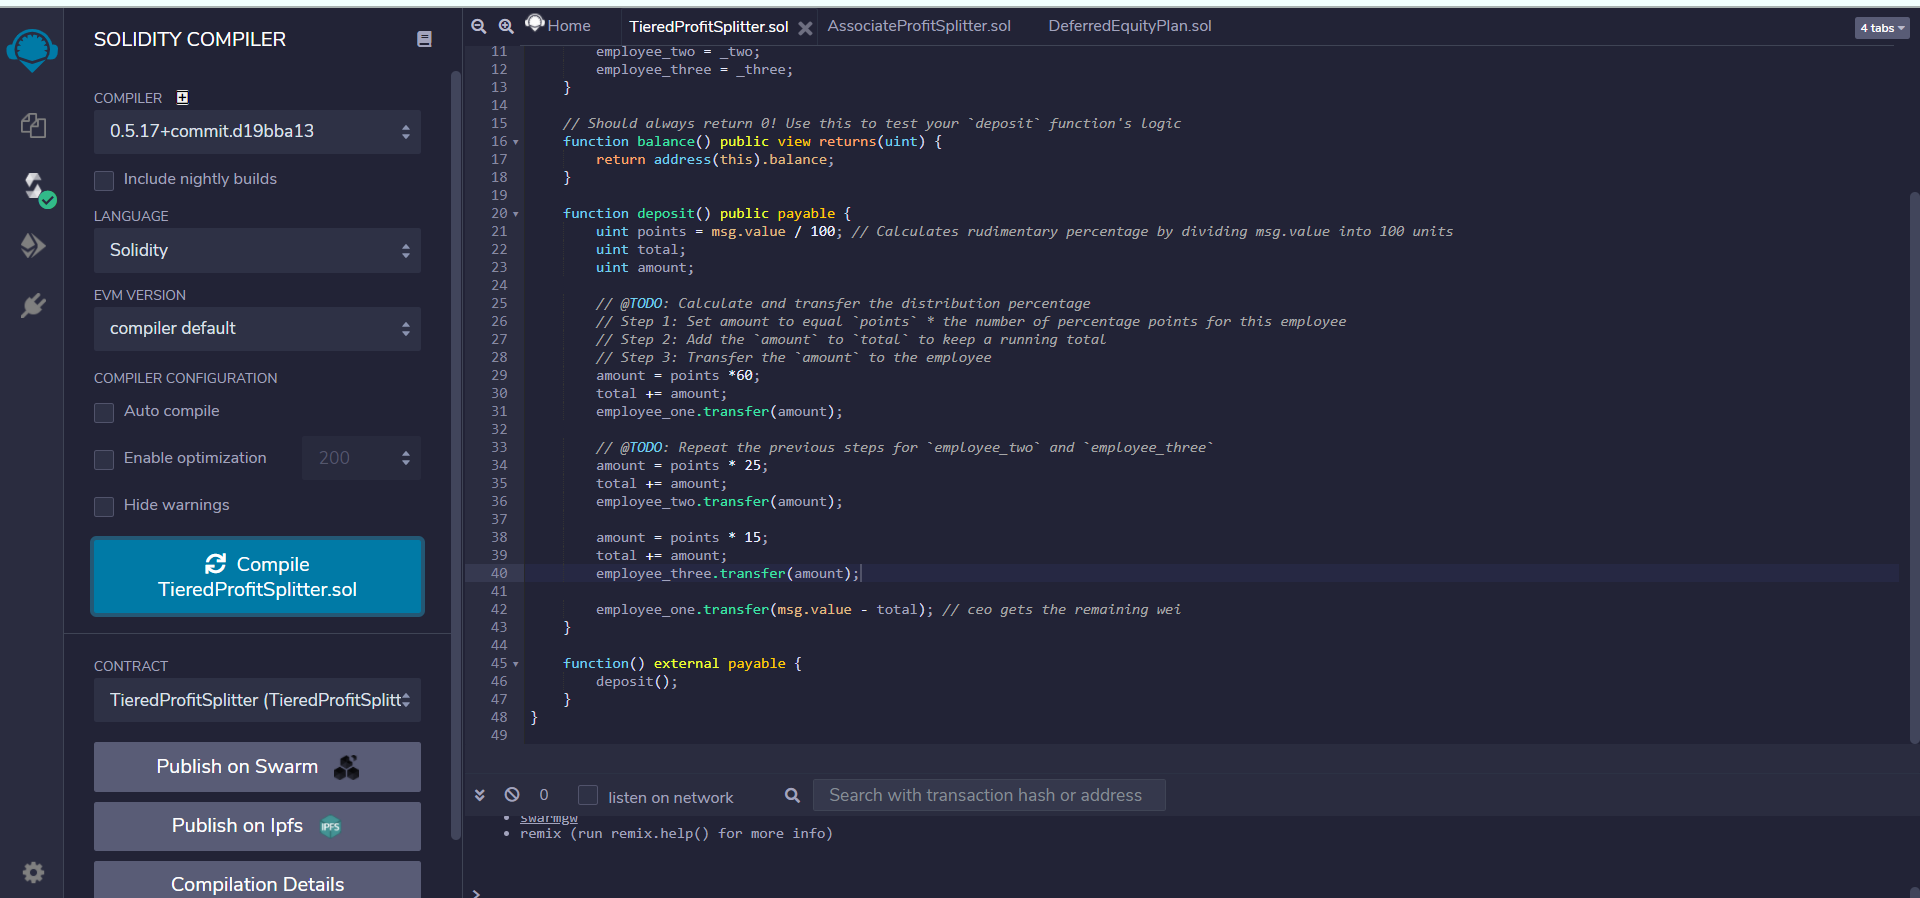 SOLIDITY COMPILER
COMPILER
0.5.17+commit.d19bba13
Include nightly builds
LANGUAGE
Solidity
EVM VERSION
compiler default
COMPILER CONFIGURATION
Auto compile
Enable optimization 200
Hide warnings
Compile
TieredProfitSplitter.sol
CONTRACT
TieredProfitSplitter (TieredProfitSplitt
Publish on Swarm
Publish on Ipfs IPFS
Compilation Details
Home TieredProfitSplitter.sol AssociateProfitSplitter.sol DeferredEquityPlan.sol 4 tabs
11 employee_two = _two;
12 employee_three = _three;
13 }
14
15 // Should always return 0! Use this to test your `deposit` function's logic
16 function balance() public view returns(uint) {
17 return address(this).balance;
18 }
19
20 function deposit() public payable {
21 uint points = msg.value / 100; // Calculates rudimentary percentage by dividing msg.value into 100 units
22 uint total;
23 uint amount;
24
25 // @TODO: Calculate and transfer the distribution percentage
26 // Step 1: Set amount to equal `points` * the number of percentage points for this employee
27 // Step 2: Add the `amount` to `total` to keep a running total
28 // Step 3: Transfer the `amount` to the employee
29 amount = points *60;
30 total += amount;
31 employee_one.transfer(amount);
32
33 // @TODO: Repeat the previous steps for `employee_two` and `employee_three`
34 amount = points * 25;
35 total += amount;
36 employee_two.transfer(amount);
37
38 amount = points * 15;
39 total += amount;
40 employee_three.transfer(amount);
41
42 employee_one.transfer(msg.value - total); // ceo gets the remaining wei
43 }
44
45 function() external payable {
46 deposit();
47 }
48 }
49
0 listen on network Search with transaction hash or address
• swarmgw
• remix (run remix.help() for more info)
>